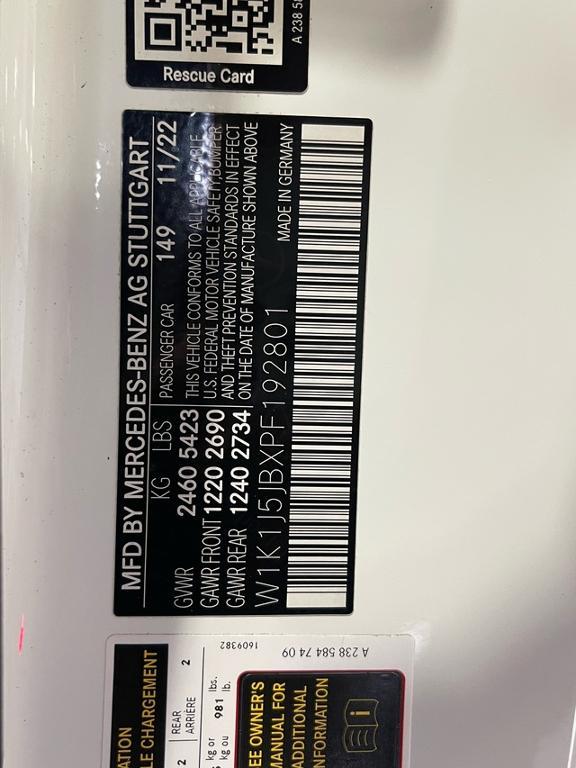 Rescue Card
A 238 58
MFD BY MERCEDES-BENZ AG STUTTGART
KG LBS PASSENGER CAR 149 11/22
GVWR 2460 5423 THIS VEHICLE CONFORMS TO ALL APPLICABLE
GAWR FRONT 1220 2690 U.S. FEDERAL MOTOR VEHICLE SAFETY, BUMPER
GAWR REAR 1240 2734 AND THEFT PREVENTION STANDARDS IN EFFECT
ON THE DATE OF MANUFACTURE SHOWN ABOVE
W1K1J5JBXPF192801 MADE IN GERMANY
LE CHARGEMENT
2 REAR 2
ARRIÈRE
kg or 981 lbs.
kg ou lb.
1609382
A 238 584 74 09
EE OWNER'S
MANUAL FOR
ADDITIONAL
NFORMATION